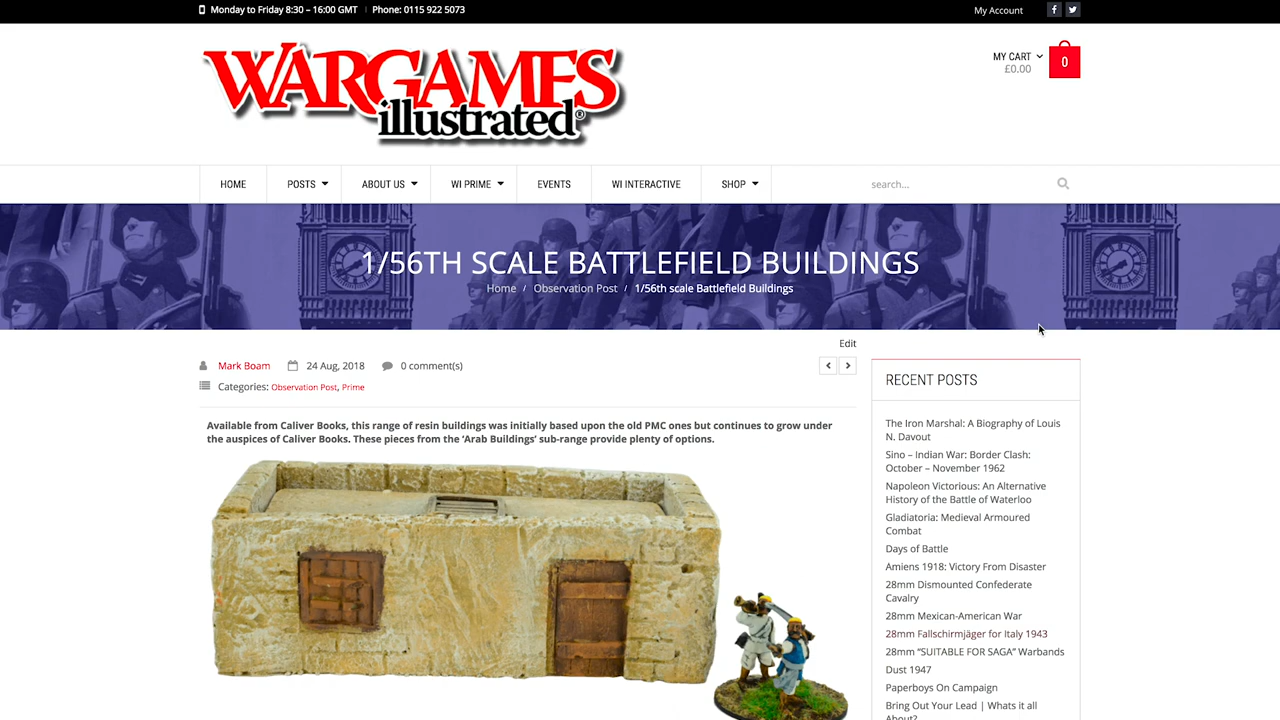 Monday to Friday 8:30 – 16:00 GMT | Phone: 0115 922 5073
My Account
WARGAMES
illustrated®
MY CART
£0.00
0
HOME
POSTS
ABOUT US
WI PRIME
EVENTS
WI INTERACTIVE
SHOP
search...
1/56TH SCALE BATTLEFIELD BUILDINGS
Home / Observation Post / 1/56th scale Battlefield Buildings
Edit
Mark Boam 24 Aug, 2018 0 comment(s)
Categories: Observation Post, Prime
Available from Caliver Books, this range of resin buildings was initially based upon the old PMC ones but continues to grow under
the auspices of Caliver Books. These pieces from the ‘Arab Buildings’ sub-range provide plenty of options.
RECENT POSTS
The Iron Marshal: A Biography of Louis
N. Davout
Sino – Indian War: Border Clash:
October – November 1962
Napoleon Victorious: An Alternative
History of the Battle of Waterloo
Gladiatoria: Medieval Armoured
Combat
Days of Battle
Amiens 1918: Victory From Disaster
28mm Dismounted Confederate
Cavalry
28mm Mexican-American War
28mm Fallschirmjäger for Italy 1943
28mm “SUITABLE FOR SAGA” Warbands
Dust 1947
Paperboys On Campaign
Bring Out Your Lead | Whats it all
About?